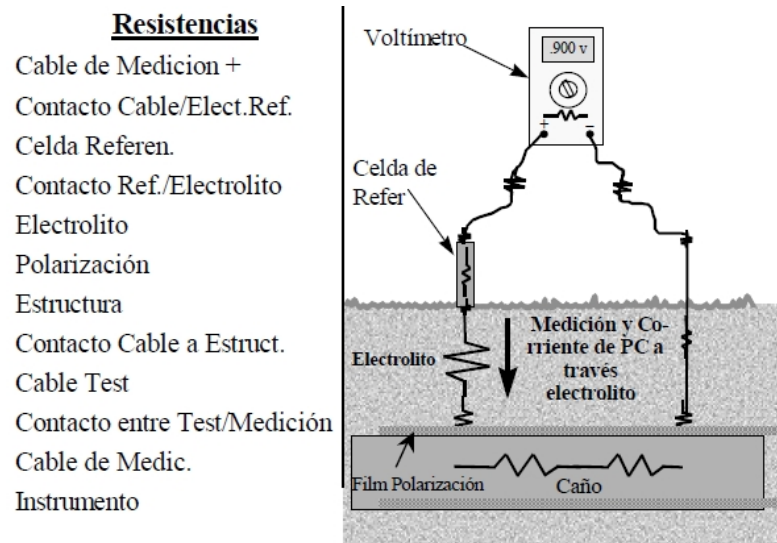 Resistencias
Cable de Medicion +
Contacto Cable/Elect.Ref.
Celda Referen.
Contacto Ref./Electrolito
Electrolito
Polarización
Estructura
Contacto Cable a Estruct.
Cable Test
Contacto entre Test/Medición
Cable de Medic.
Instrumento
Voltímetro
.900 v
+
−
Celda de
Refer
Electrolito
Medición y Co-
rriente de PC a
través
electrolito
Film Polarización
Caño